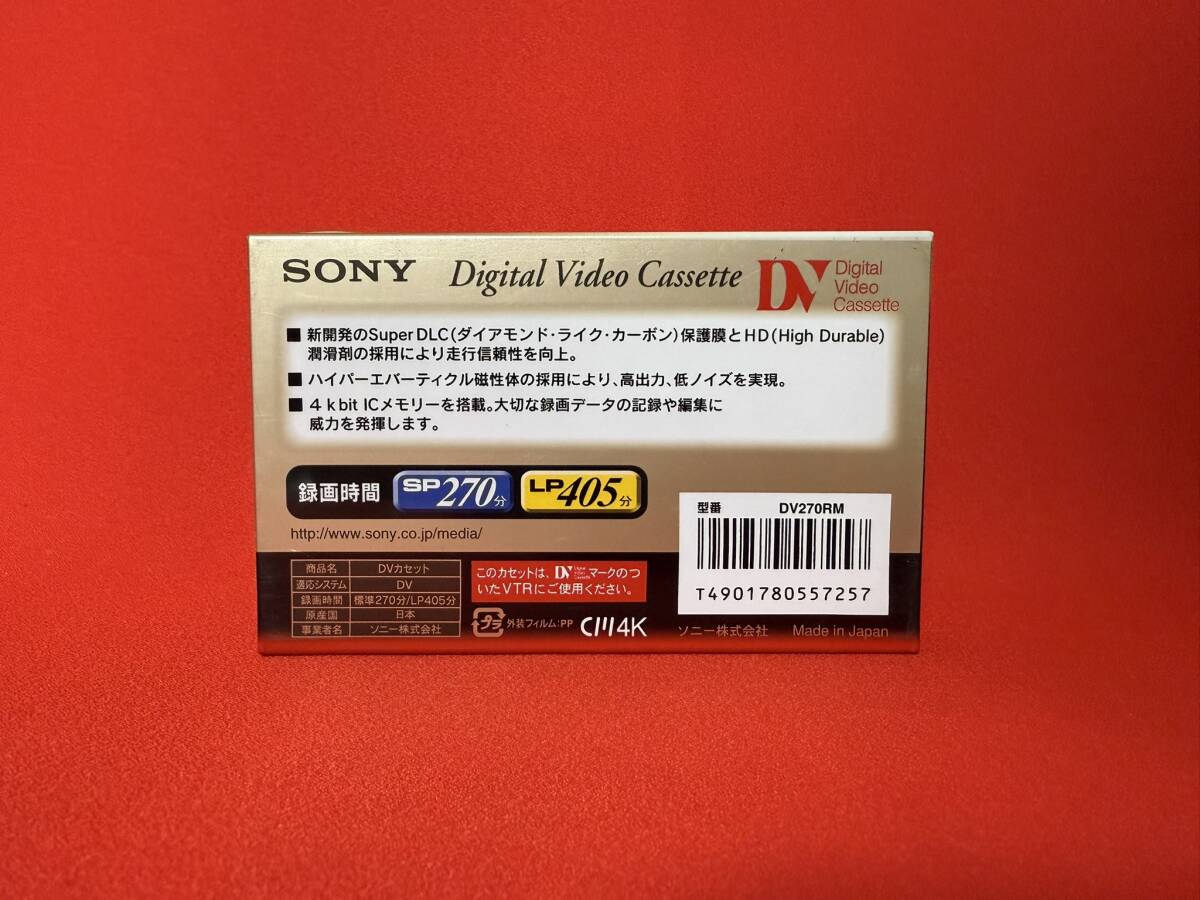 SONY Digital Video Cassette DV Digital
Video
Cassette
■ 新開発のSuper DLC(ダイアモンド・ライク・カーボン)保護膜とHD(High Durable)
潤滑剤の採用により走行信頼性を向上。
■ ハイパーエバーティクル磁性体の採用により、高出力、低ノイズを実現。
■ 4 k bit ICメモリーを搭載。大切な録画データの記録や編集に
威力を発揮します。
録画時間 SP270分 LP405分
http://www.sony.co.jp/media/
型番 DV270RM
T4901780557257
商品名 DVカセット
適応システム DV
録画時間 標準270分/LP405分
原産国 日本
事業者名 ソニー株式会社
このカセットは、DV Digital Video Cassette マークのつ
いたVTRにご使用ください。
プラ 外装フィルム:PP
4K
ソニー株式会社 Made in Japan